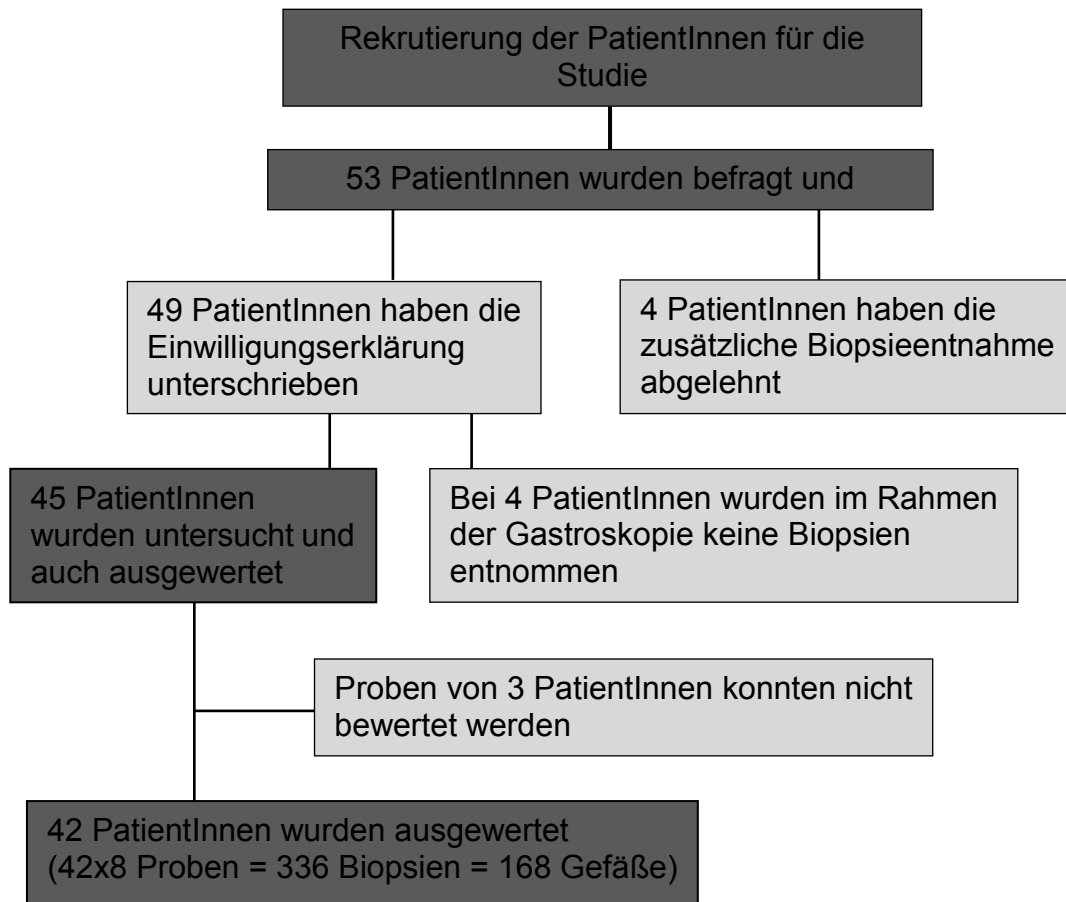 Rekrutierung der PatientInnen für die
Studie
53 PatientInnen wurden befragt und
49 PatientInnen haben die
Einwilligungserklärung
unterschrieben
4 PatientInnen haben die
zusätzliche Biopsieentnahme
abgelehnt
45 PatientInnen
wurden untersucht und
auch ausgewertet
Bei 4 PatientInnen wurden im Rahmen
der Gastroskopie keine Biopsien
entnommen
Proben von 3 PatientInnen konnten nicht
bewertet werden
42 PatientInnen wurden ausgewertet
(42x8 Proben = 336 Biopsien = 168 Gefäße)